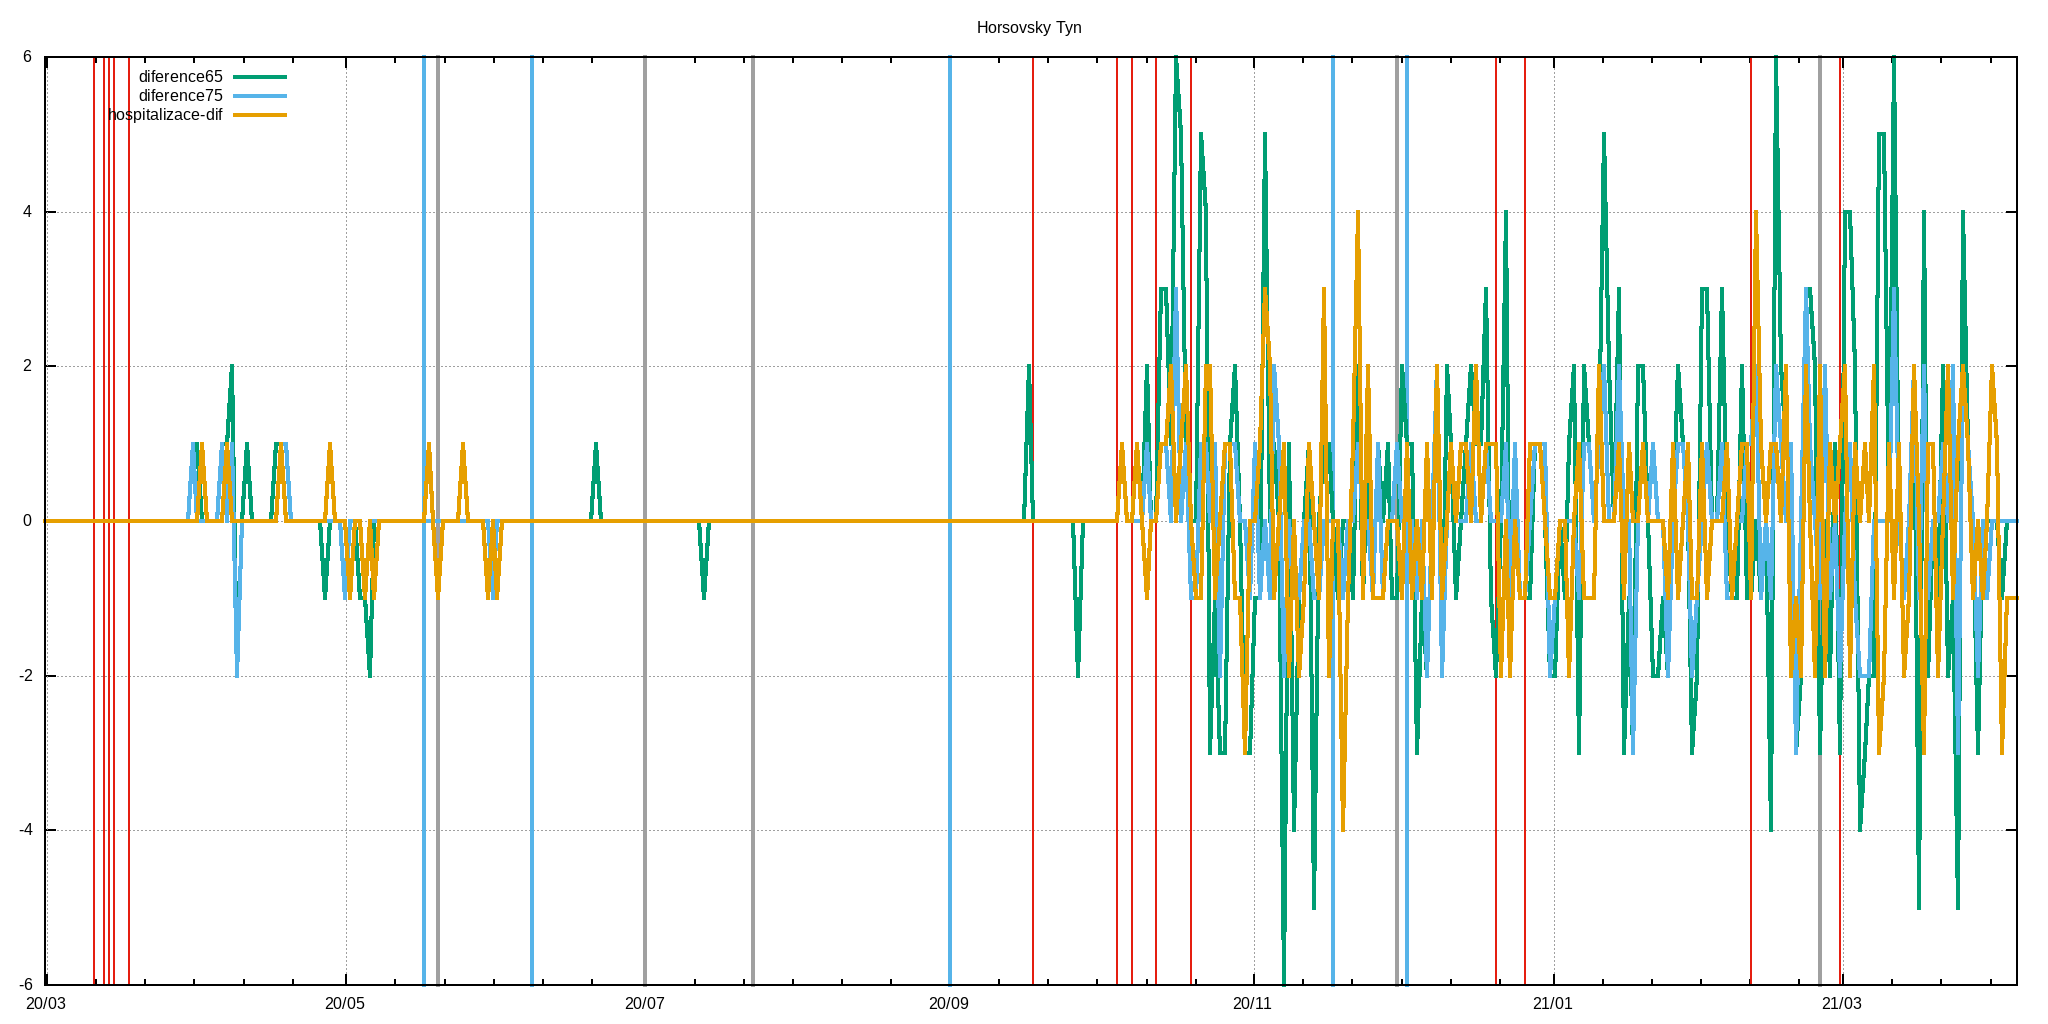 Horsovsky Tyn
6
diference65
diference75
hospitalizace-dif
4
2
0
-2
-4
-6
20/03 20/05 20/07 20/09 20/11 21/01 21/03